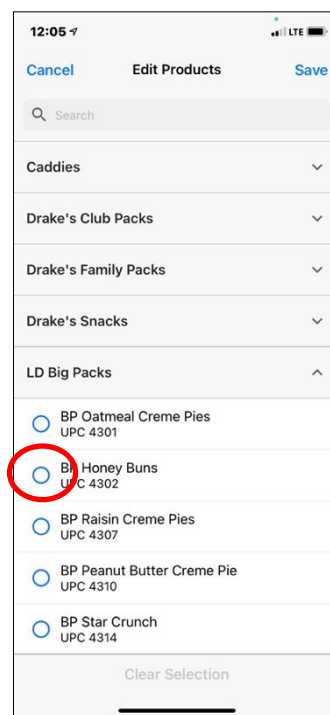 12:05
LTE
Cancel Edit Products Save
Search
Caddies
Drake's Club Packs
Drake's Family Packs
Drake's Snacks
LD Big Packs
BP Oatmeal Creme Pies
UPC 4301
BP Honey Buns
UPC 4302
BP Raisin Creme Pies
UPC 4307
BP Peanut Butter Creme Pie
UPC 4310
BP Star Crunch
UPC 4314
Clear Selection